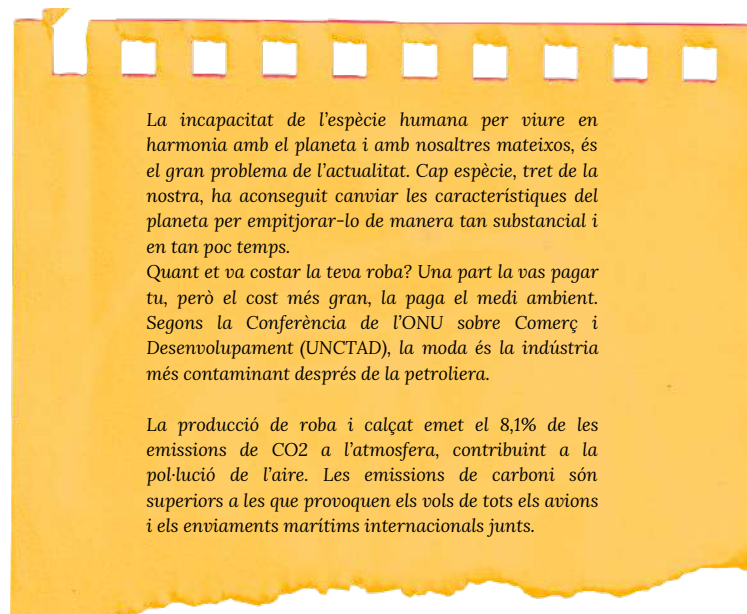 La incapacitat de l’espècie humana per viure en
harmonia amb el planeta i amb nosaltres mateixos, és
el gran problema de l’actualitat. Cap espècie, tret de la
nostra, ha aconseguit canviar les característiques del
planeta per empitjorar-lo de manera tan substancial i
en tan poc temps.
Quant et va costar la teva roba? Una part la vas pagar
tu, però el cost més gran, la paga el medi ambient.
Segons la Conferència de l’ONU sobre Comerç i
Desenvolupament (UNCTAD), la moda és la indústria
més contaminant després de la petroliera.

La producció de roba i calçat emet el 8,1% de les
emissions de CO2 a l’atmosfera, contribuint a la
pol·lució de l’aire. Les emissions de carboni són
superiors a les que provoquen els vols de tots els avions
i els enviaments marítims internacionals junts.